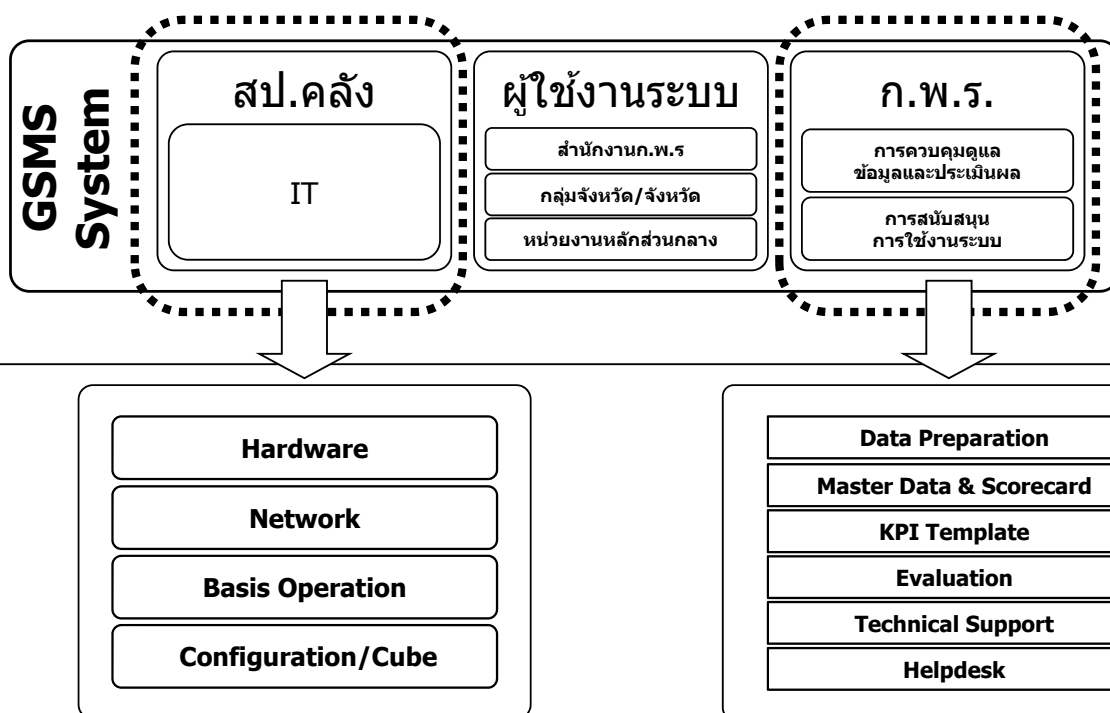 GSMS
System
สป.คลัง
IT
ผู้ใช้งานระบบ
สำนักงานก.พ.ร
กลุ่มจังหวัด/จังหวัด
หน่วยงานหลักส่วนกลาง
ก.พ.ร.
การควบคุมดูแล
ข้อมูลและประเมินผล
การสนับสนุน
การใช้งานระบบ
Hardware
Network
Basis Operation
Configuration/Cube
Data Preparation
Master Data & Scorecard
KPI Template
Evaluation
Technical Support
Helpdesk